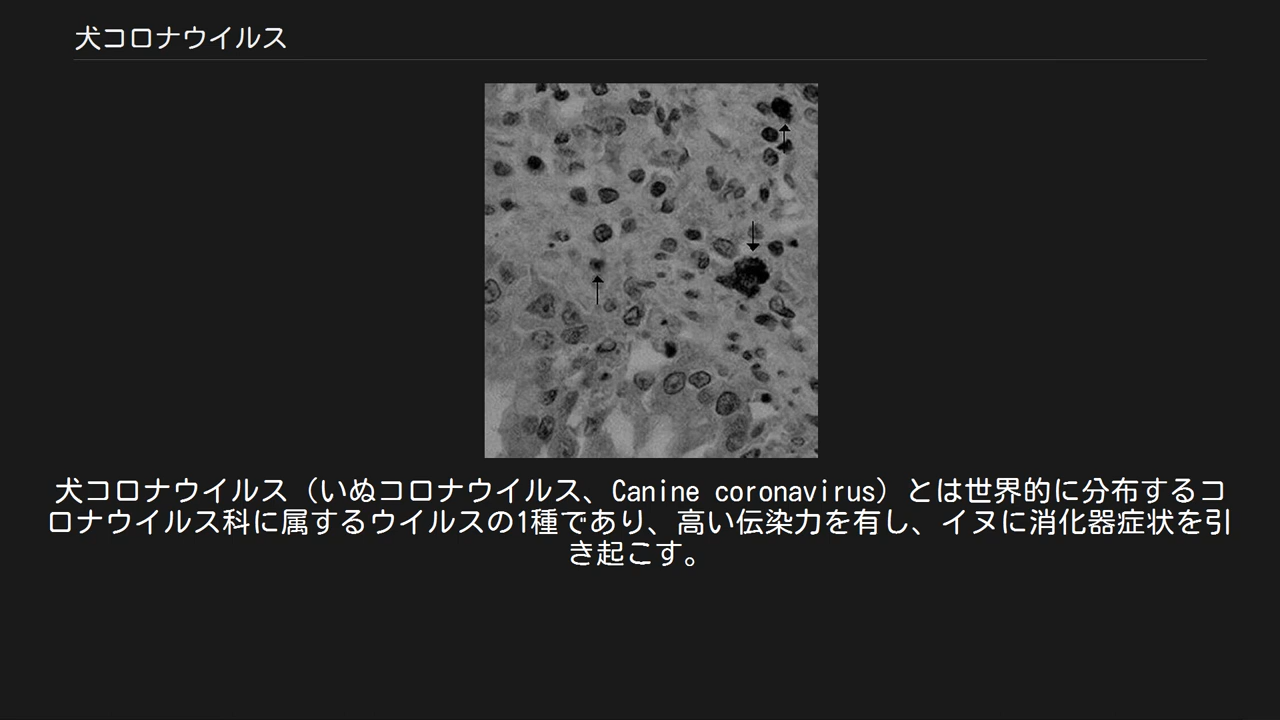 犬コロナウイルス
犬コロナウイルス（いぬコロナウイルス、Canine coronavirus）とは世界的に分布するコ
ロナウイルス科に属するウイルスの1種であり、高い伝染力を有し、イヌに消化器症状を引
き起こす。